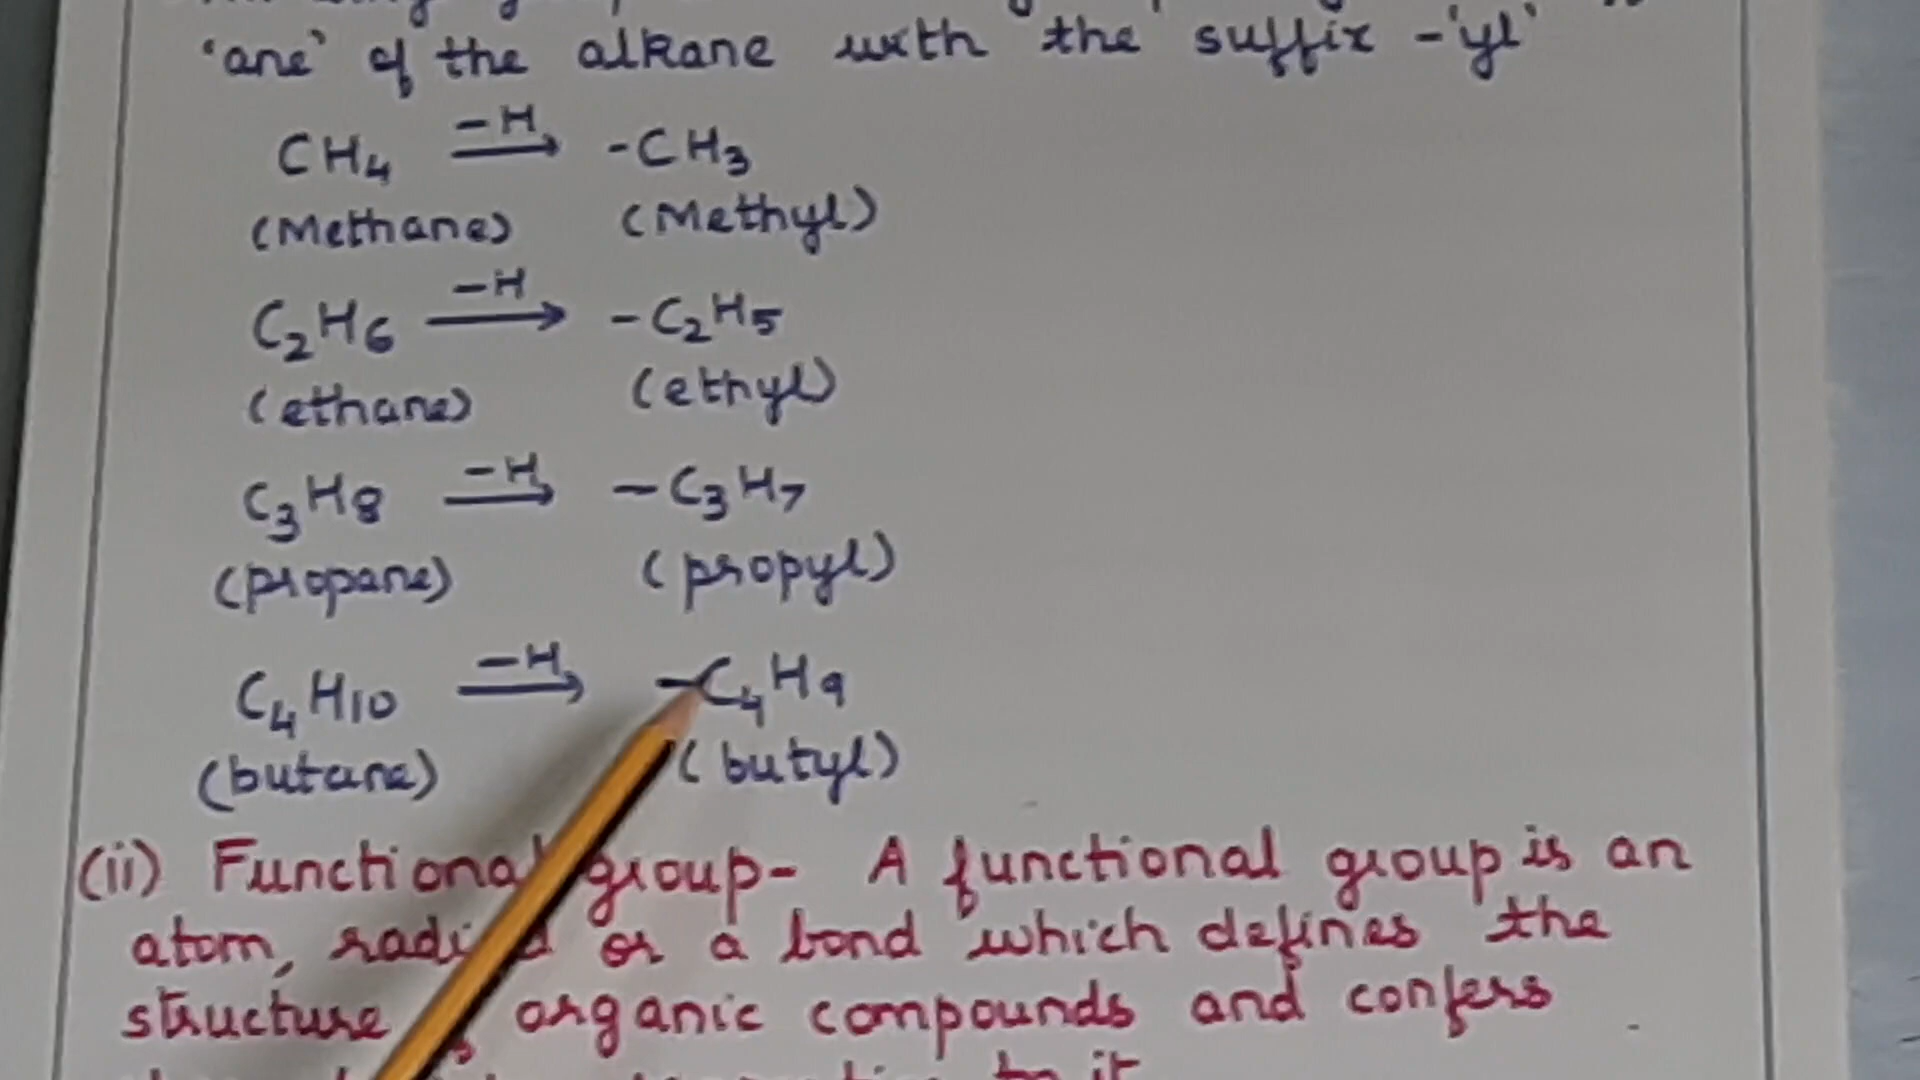 'ane' of the alkane with the suffix -'yl'
CH₄ —H→ -CH₃
(Methane) (Methyl)
C₂H₆ —H→ -C₂H₅
(ethane) (ethyl)
C₃H₈ —H→ -C₃H₇
(propane) (propyl)
C₄H₁₀ —H→ -C₄H₉
(butane) (butyl)
(ii) Functional group- A functional group is an
atom, or a bond which defines the
structure organic compounds and confers
to it